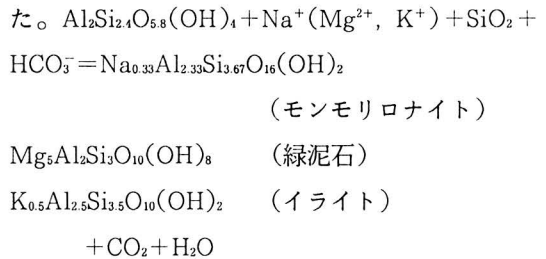 た。Al₂Si₂.₄O₅.₈(OH)₄+Na⁺(Mg²⁺, K⁺)+SiO₂+
HCO₃⁻=Na₀.₃₃Al₂.₃₃Si₃.₆₇O₁₆(OH)₂
(モンモリロナイト)
Mg₅Al₂Si₃O₁₀(OH)₈ (緑泥石)
K₀.₅Al₂.₅Si₃.₅O₁₀(OH)₂ (イライト)
+CO₂+H₂O